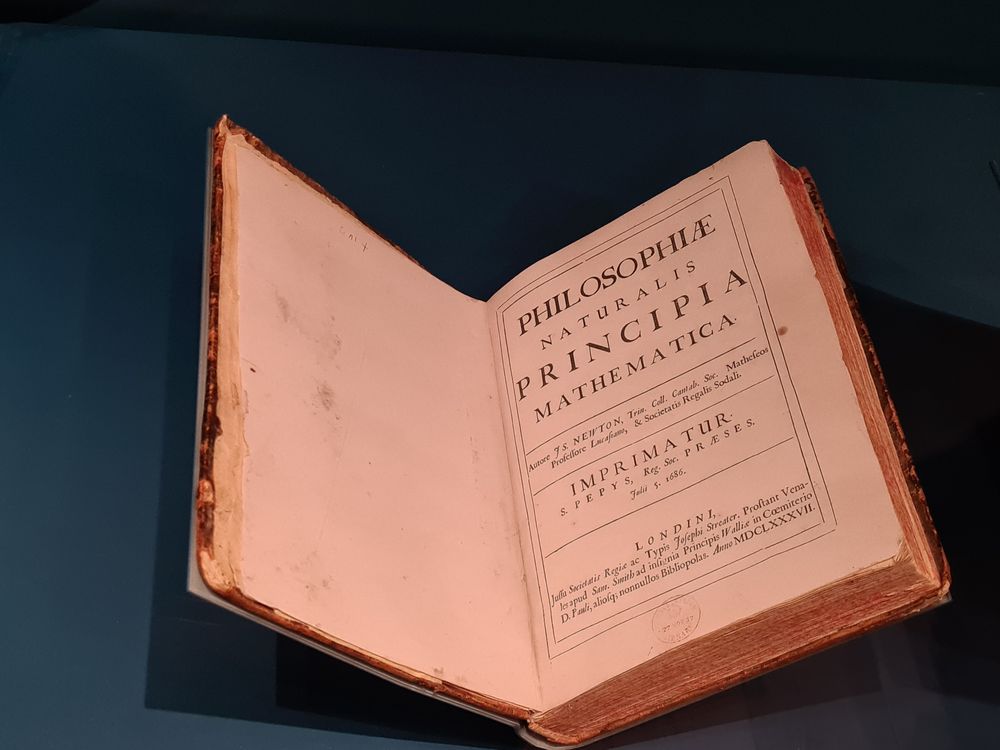 PHILOSOPHIÆ
NATURALIS
PRINCIPIA
MATHEMATICA.
Autore JS. NEWTON, Trin. Coll. Cantab. Soc. Matheſeos
Profeſſore Lucaſiano, & Societatis Regalis Sodali.
IMPRIMATUR.
S. PEPYS, Reg. Soc. PRÆSES.
Julii 5. 1686.
LONDINI,
Juſſu Societatis Regiæ ac Typis Joſephi Streater. Proſtant Vena-
les apud Sam. Smith ad inſignia Principis Walliæ in Cœmiterio
D. Pauli, aliosq; nonnullos Bibliopolas. Anno MDCLXXXVII.